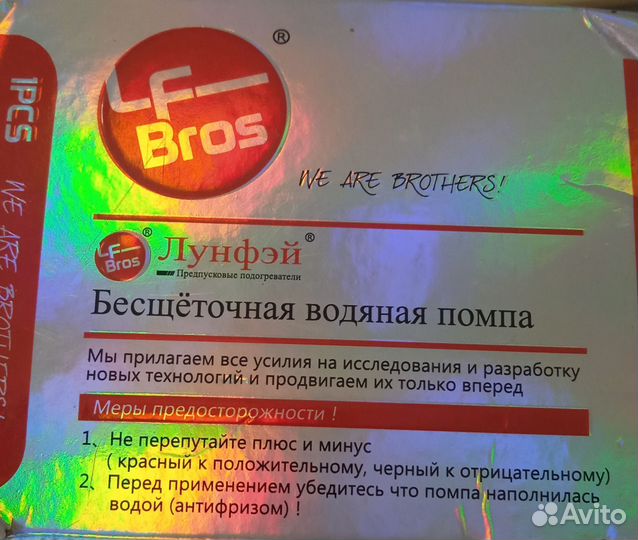 LF
Bros
®
WE ARE BROTHERS!
1PCS
WE ARE BROTHERS!
LF
Bros
®
Лунфэй®
Предпусковые подогреватели
Бесщёточная водяная помпа
Мы прилагаем все усилия на исследования и разработку
новых технологий и продвигаем их только вперед
Меры предосторожности !
1、Не перепутайте плюс и минус
( красный к положительному, черный к отрицательному)
2、Перед применением убедитесь что помпа наполнилась
водой (антифризом) !
Avito